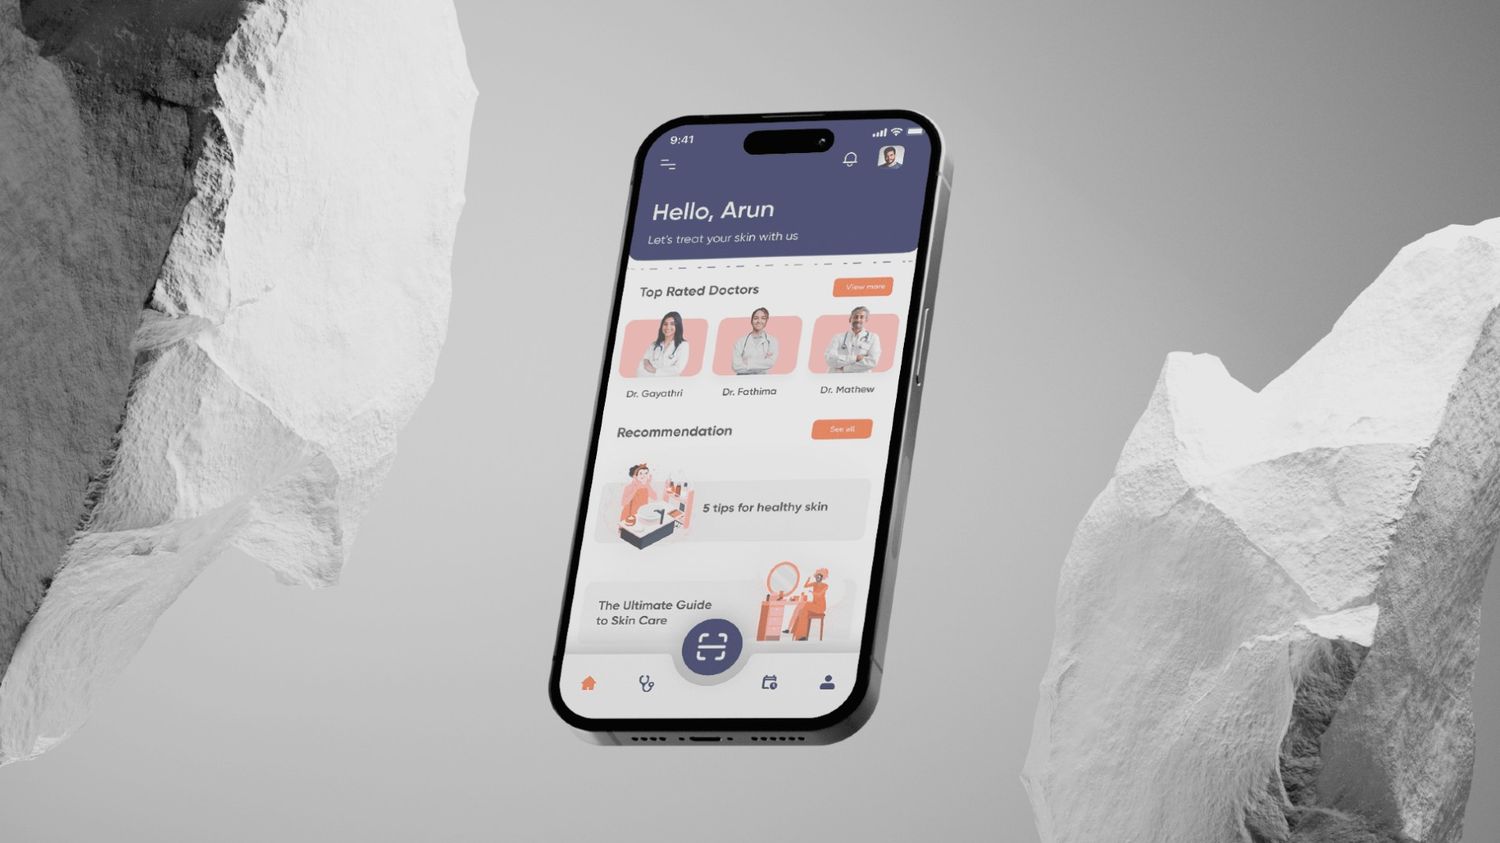 9:41
Hello, Arun
Let's treat your skin with us
Top Rated Doctors
View more
Dr. Gayathri
Dr. Fathima
Dr. Mathew
Recommendation
See all
5 tips for healthy skin
The Ultimate Guide
to Skin Care